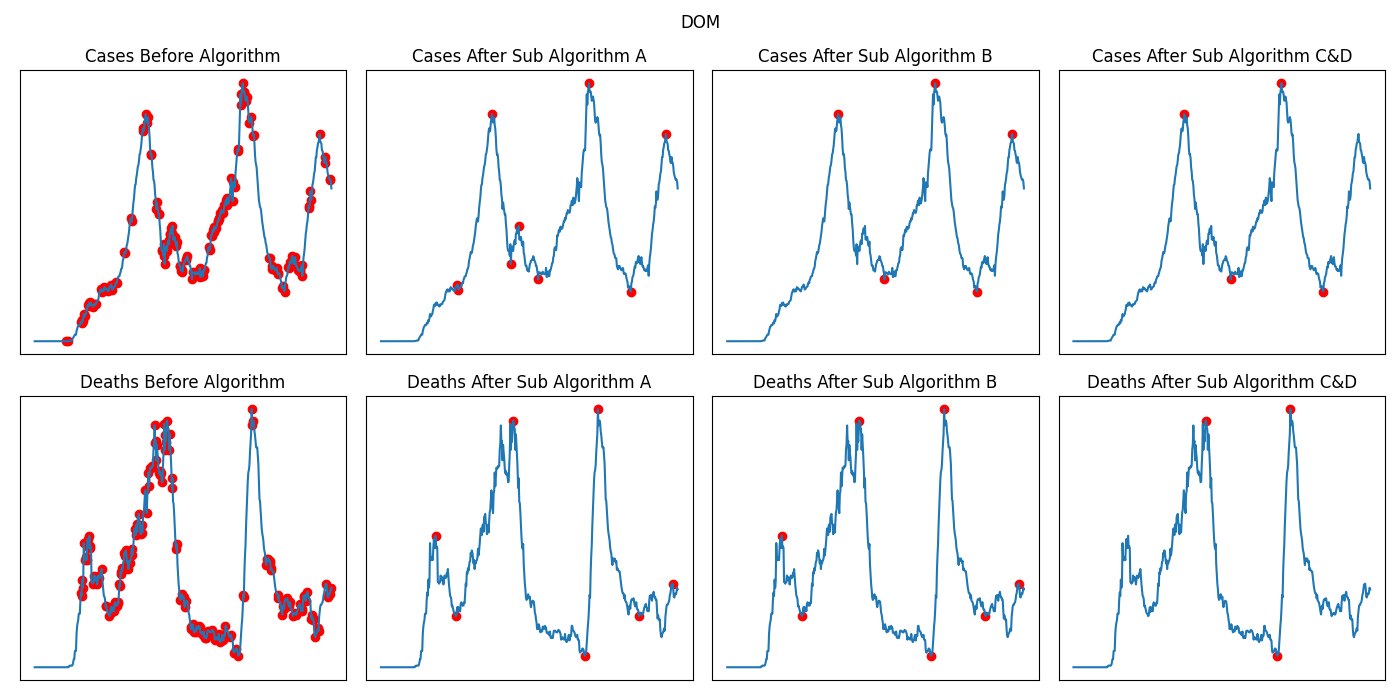 DOM
Cases Before Algorithm
Cases After Sub Algorithm A
Cases After Sub Algorithm B
Cases After Sub Algorithm C&D
Deaths Before Algorithm
Deaths After Sub Algorithm A
Deaths After Sub Algorithm B
Deaths After Sub Algorithm C&D